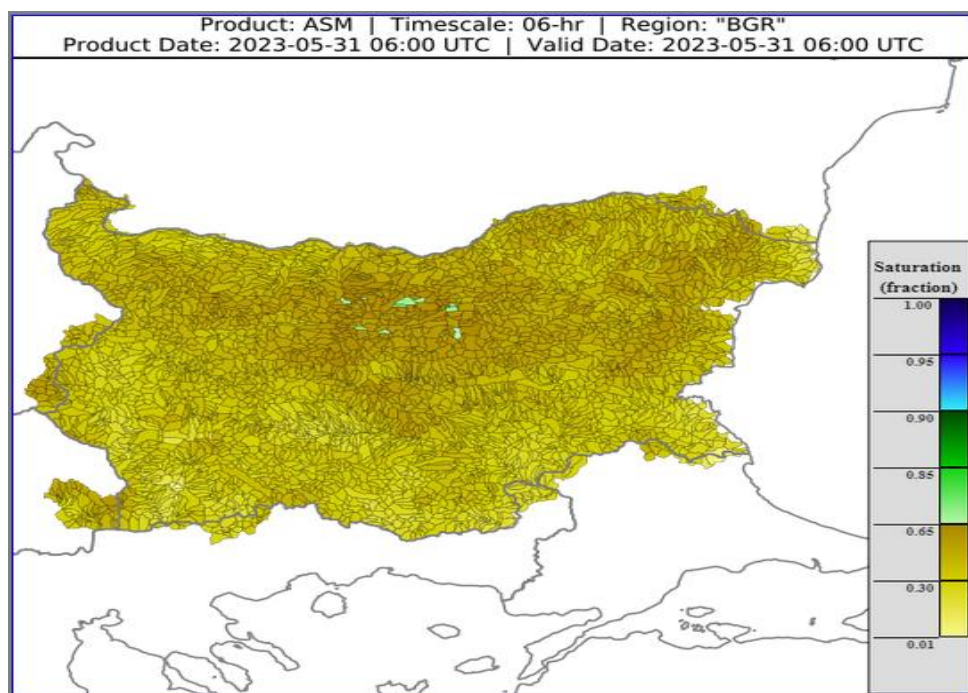 Product: ASM | Timescale: 06-hr | Region: "BGR"
Product Date: 2023-05-31 06:00 UTC | Valid Date: 2023-05-31 06:00 UTC
Saturation
(fraction)
1.00
0.95
0.90
0.85
0.65
0.30
0.01